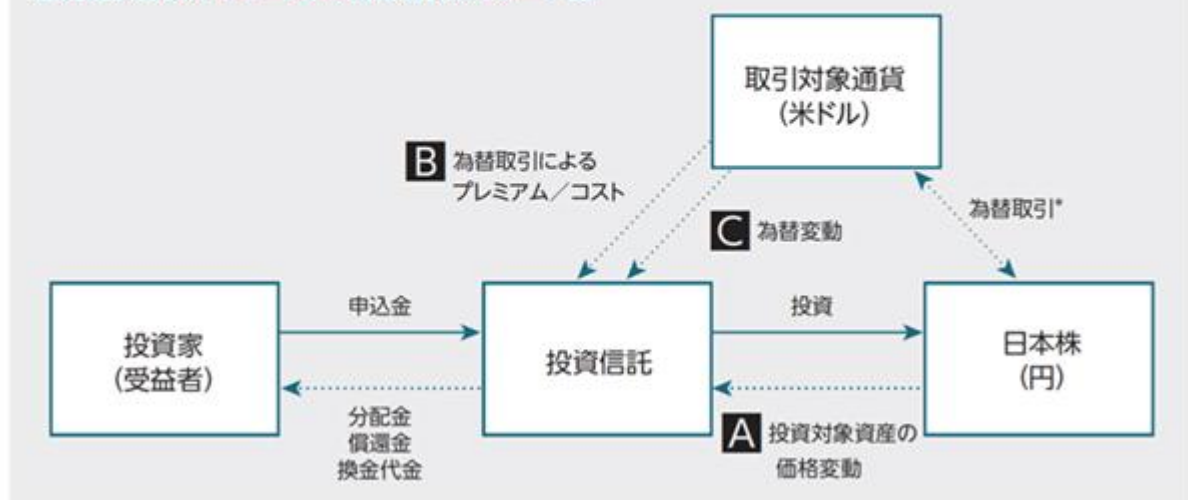 取引対象通貨
(米ドル)
B 為替取引による
プレミアム／コスト
C 為替変動
為替取引*
投資家
(受益者)
申込金
分配金
償還金
換金代金
投資信託
投資
A 投資対象資産の
価格変動
日本株
(円)